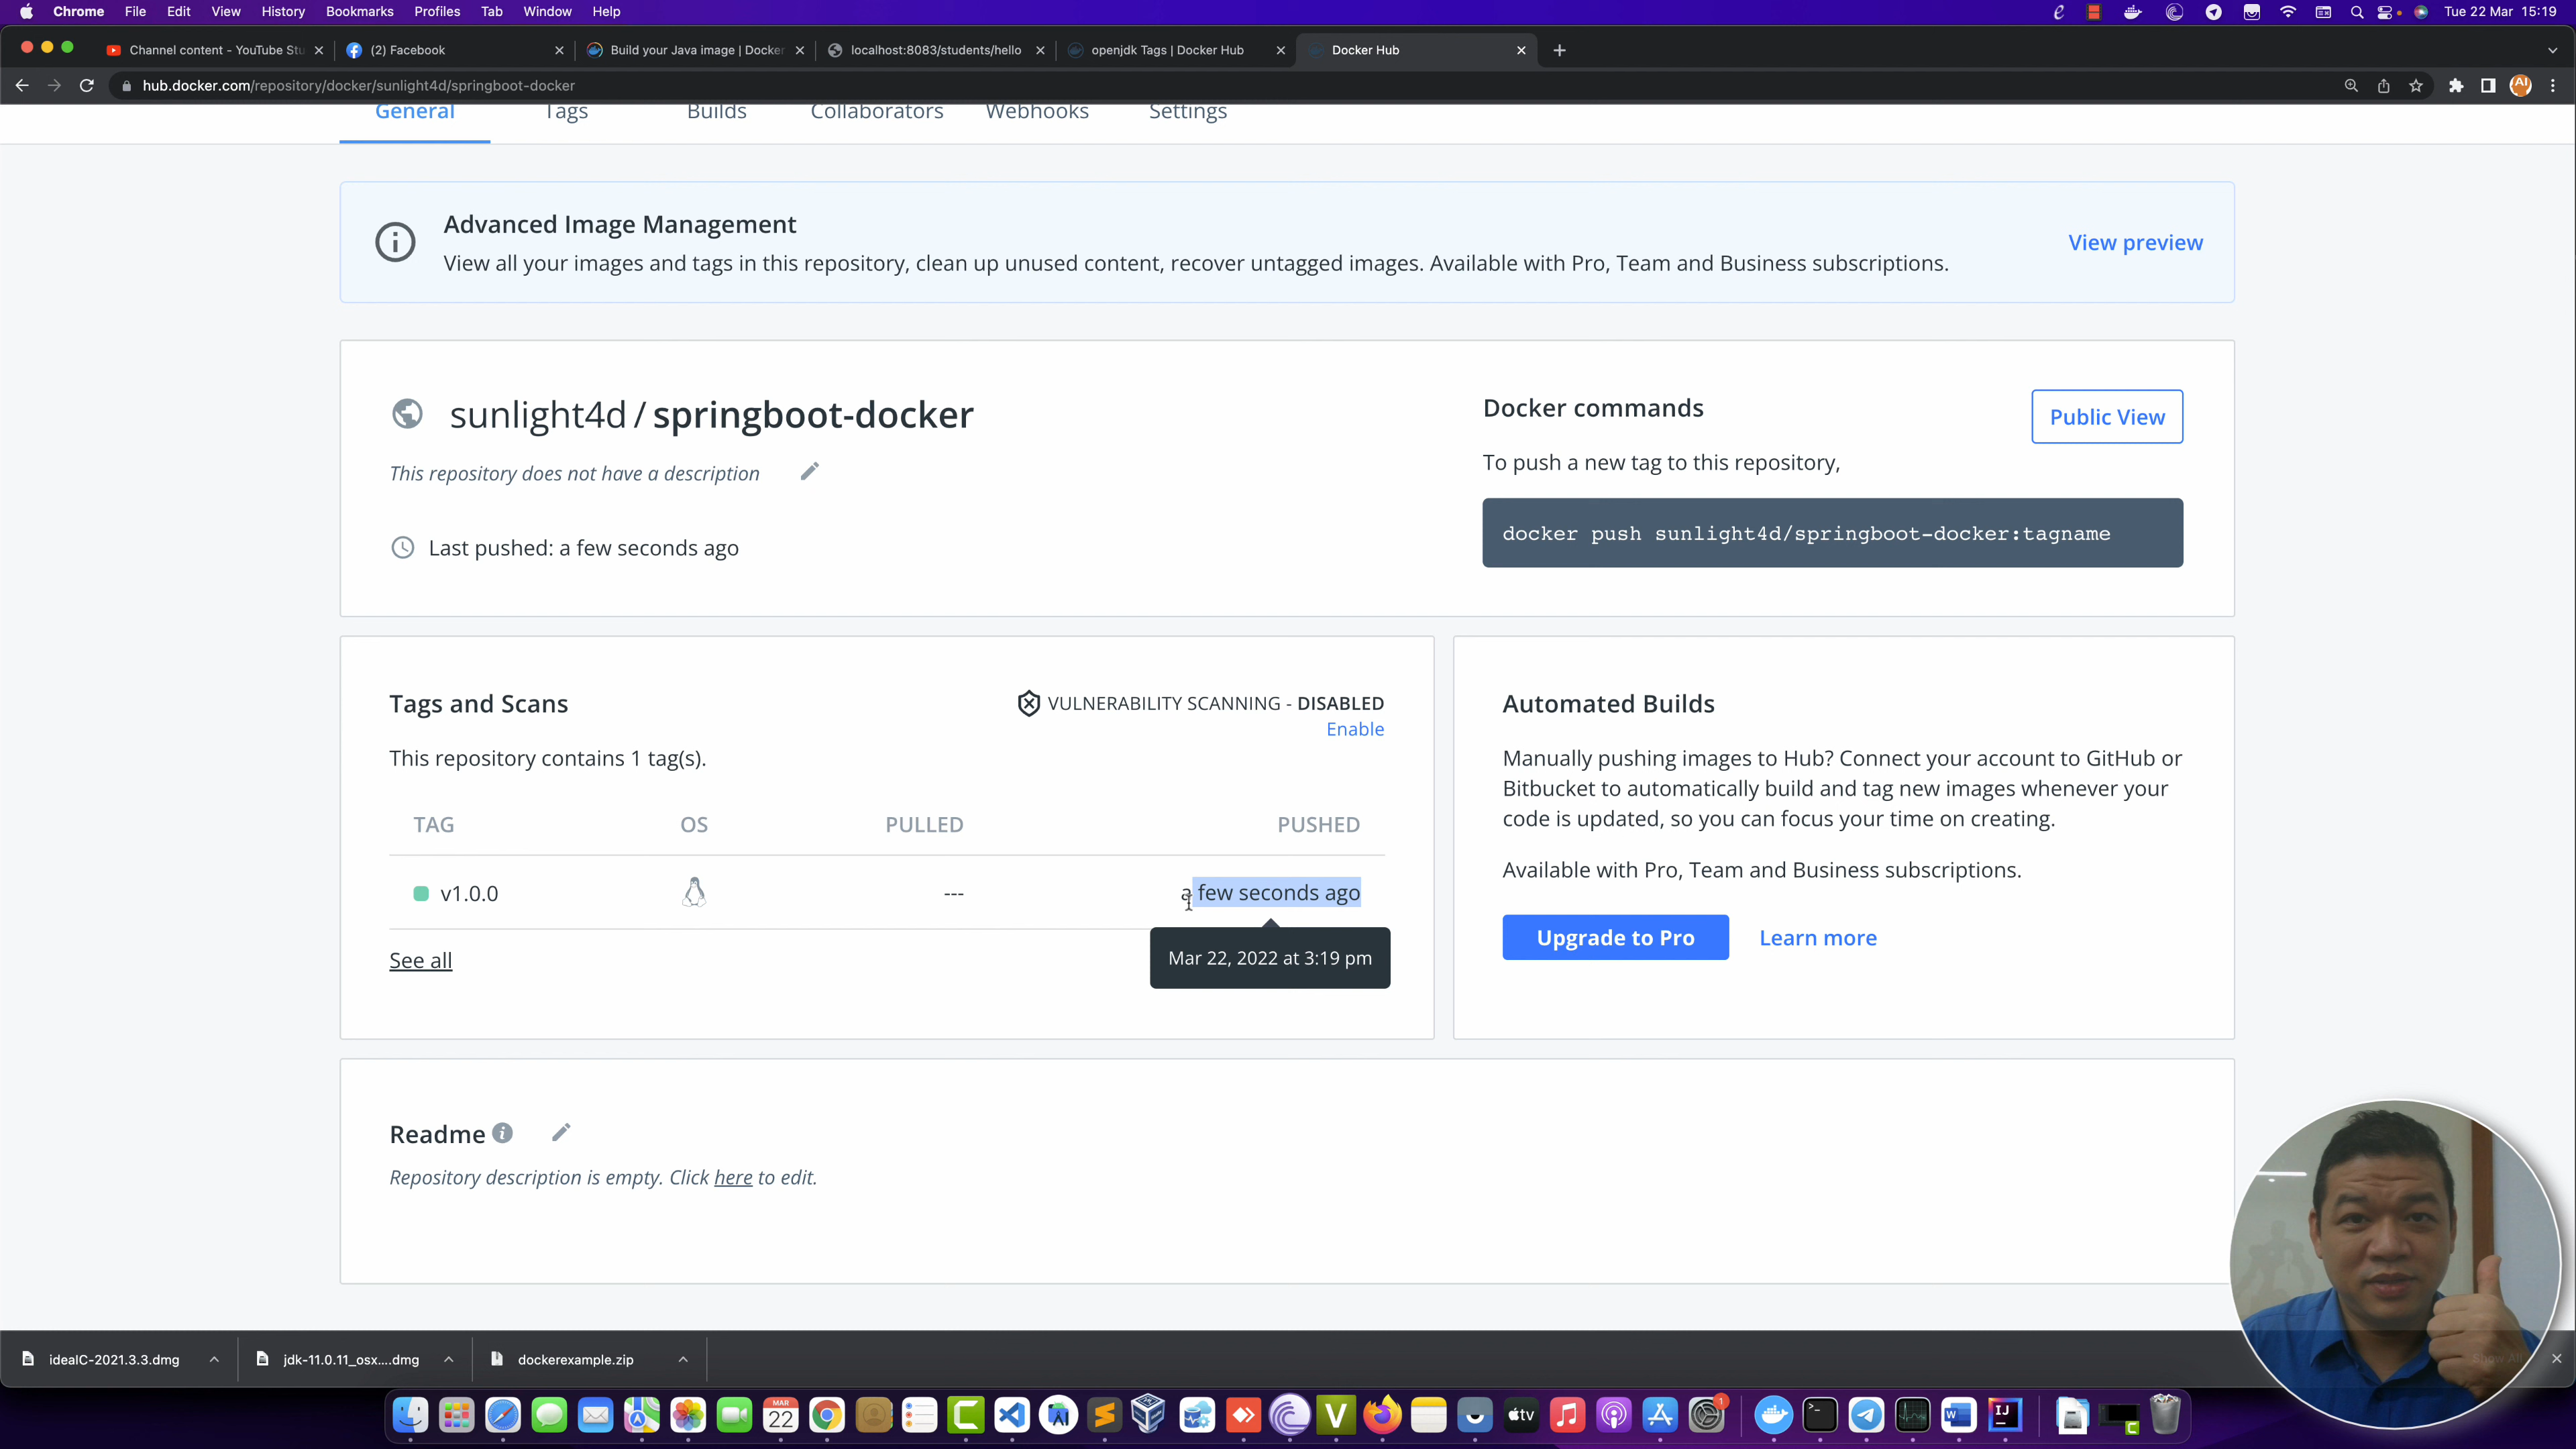 Chrome File Edit View History Bookmarks Profiles Tab Window Help Tue 22 Mar 15:19
Channel content - YouTube Stu (2) Facebook Build your Java image | Docker localhost:8083/students/hello openjdk Tags | Docker Hub Docker Hub
hub.docker.com/repository/docker/sunlight4d/springboot-docker
General Tags Builds Collaborators Webhooks Settings
Advanced Image Management
View all your images and tags in this repository, clean up unused content, recover untagged images. Available with Pro, Team and Business subscriptions.
View preview
sunlight4d / springboot-docker
This repository does not have a description
Last pushed: a few seconds ago
Docker commands
Public View
To push a new tag to this repository,
docker push sunlight4d/springboot-docker:tagname
Tags and Scans
VULNERABILITY SCANNING - DISABLED
Enable
This repository contains 1 tag(s).
TAG OS PULLED PUSHED
v1.0.0 --- a few seconds ago
Mar 22, 2022 at 3:19 pm
See all
Automated Builds
Manually pushing images to Hub? Connect your account to GitHub or
Bitbucket to automatically build and tag new images whenever your
code is updated, so you can focus your time on creating.
Available with Pro, Team and Business subscriptions.
Upgrade to Pro Learn more
Readme
Repository description is empty. Click here to edit.
idealC-2021.3.3.dmg jdk-11.0.11_osx....dmg dockerexample.zip Show All
MAR
22
tv
1